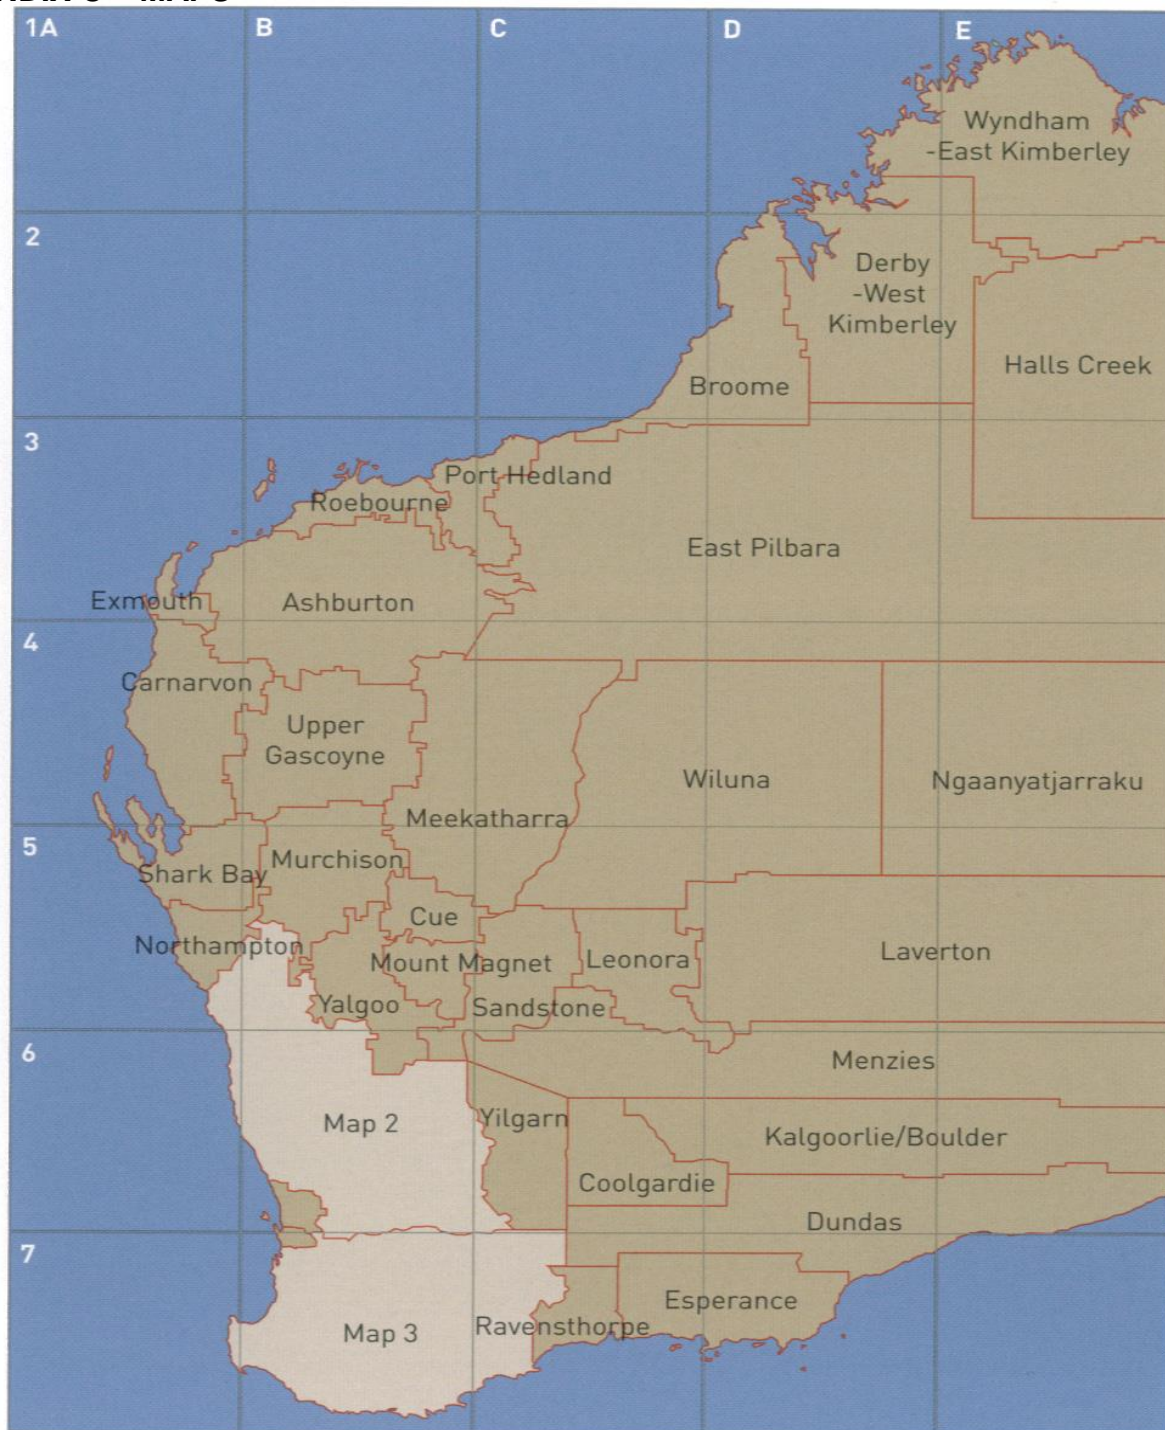 1A
B
C
D
E
Wyndham
-East Kimberley
2
Derby
-West
Kimberley
Halls Creek
Broome
3
Port Hedland
Roebourne
East Pilbara
Exmouth
Ashburton
4
Carnarvon
Upper
Gascoyne
Wiluna
Ngaanyatjarraku
Meekatharra
5
Murchison
Shark Bay
Cue
Northampton
Mount Magnet
Leonora
Laverton
Yalgoo
Sandstone
6
Menzies
Map 2
Yilgarn
Kalgoorlie/Boulder
Coolgardie
Dundas
7
Esperance
Ravensthorpe
Map 3